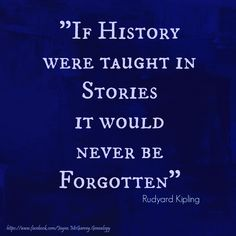 "If History
were taught in
Stories
it would
never be
Forgotten"
Rudyard Kipling